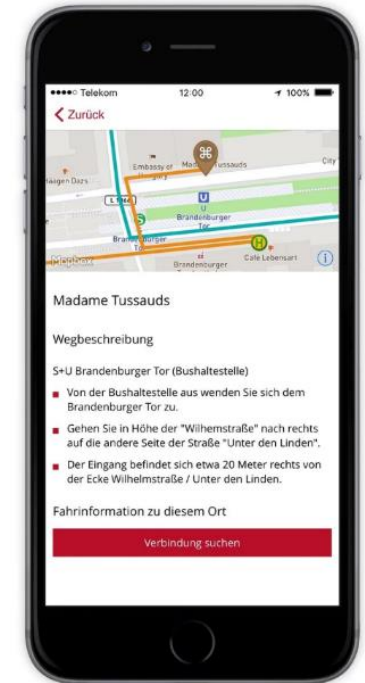 Telekom 12:00 100%
Zurück
Embassy of
Hungary
Madame Tussauds
City
Häagen Dazs
U
Brandenburger
Tor
S
Brandenburger
Tor
H
Mapbox
Brandenburger
Café Lebensart
i
Madame Tussauds
Wegbeschreibung
S+U Brandenburger Tor (Bushaltestelle)
Von der Bushaltestelle aus wenden Sie sich dem
Brandenburger Tor zu.
Gehen Sie in Höhe der "Wilhemstraße" nach rechts
auf die andere Seite der Straße "Unter den Linden".
Der Eingang befindet sich etwa 20 Meter rechts von
der Ecke Wilhelmstraße / Unter den Linden.
Fahrinformation zu diesem Ort
Verbindung suchen